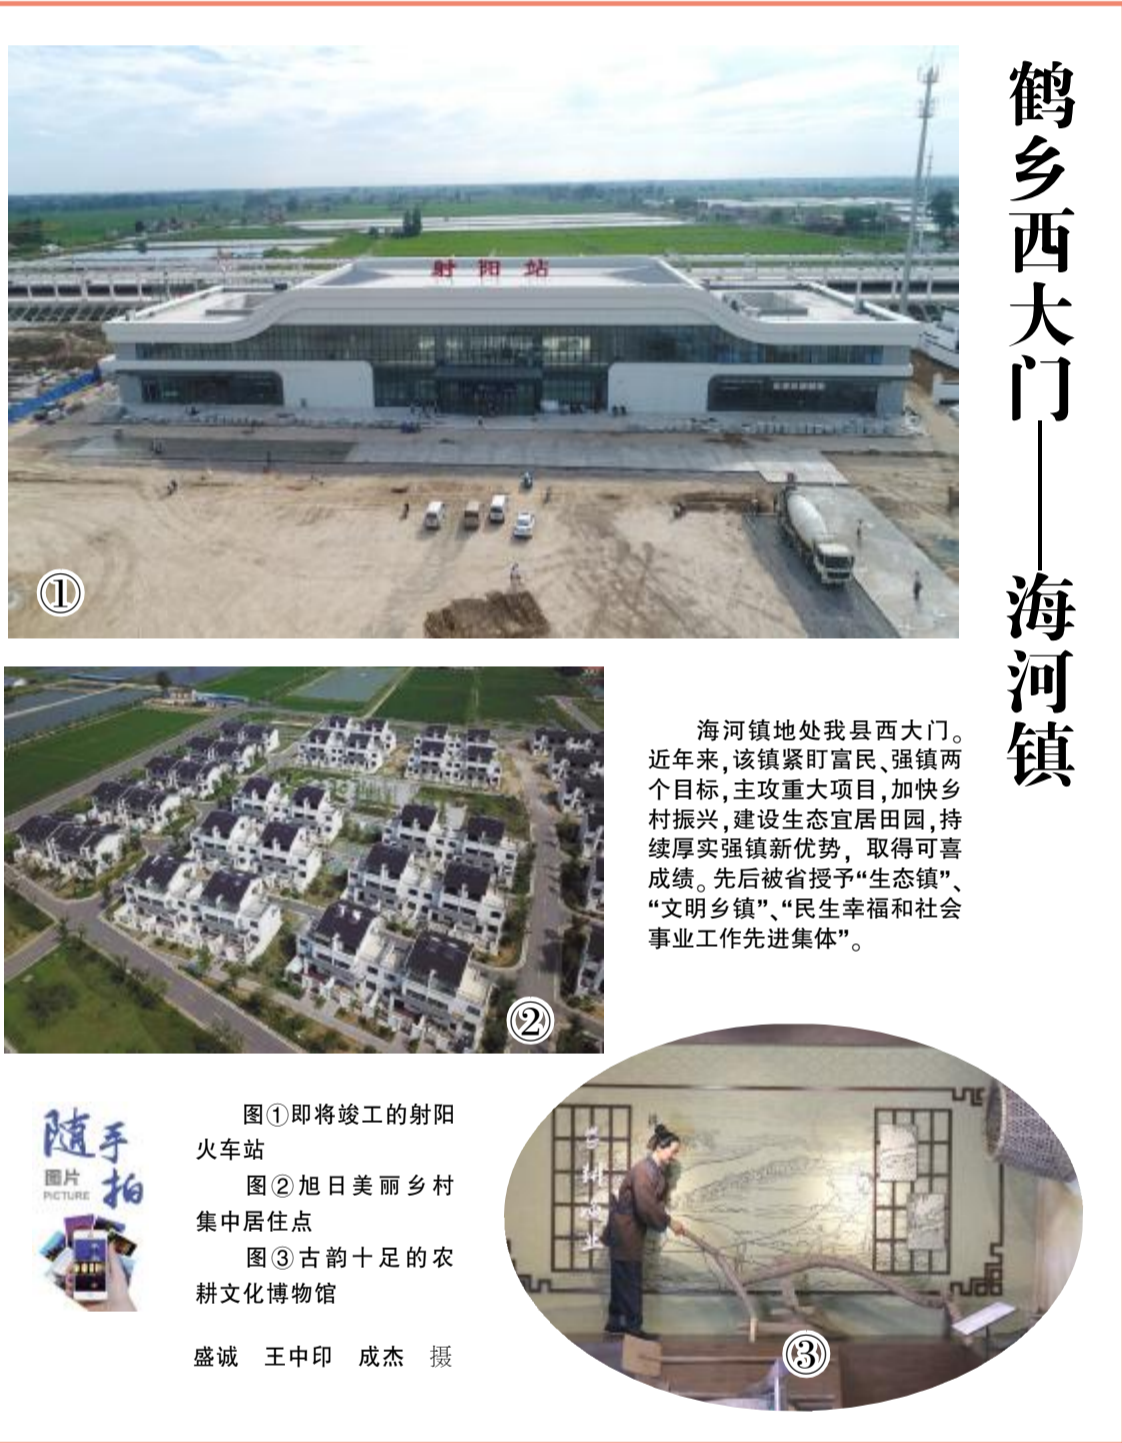 鹤乡西大门——海河镇
射阳站
①
②
海河镇地处我县西大门。
近年来，该镇紧盯富民、强镇两
个目标，主攻重大项目，加快乡
村振兴，建设生态宜居田园，持
续厚实强镇新优势，取得可喜
成绩。先后被省授予“生态镇”、
“文明乡镇”、“民生幸福和社会
事业工作先进集体”。
随手拍
图片
PICTURE
图①即将竣工的射阳
火车站
图②旭日美丽乡村
集中居住点
图③古韵十足的农
耕文化博物馆
盛诚 王中印 成杰 摄
③